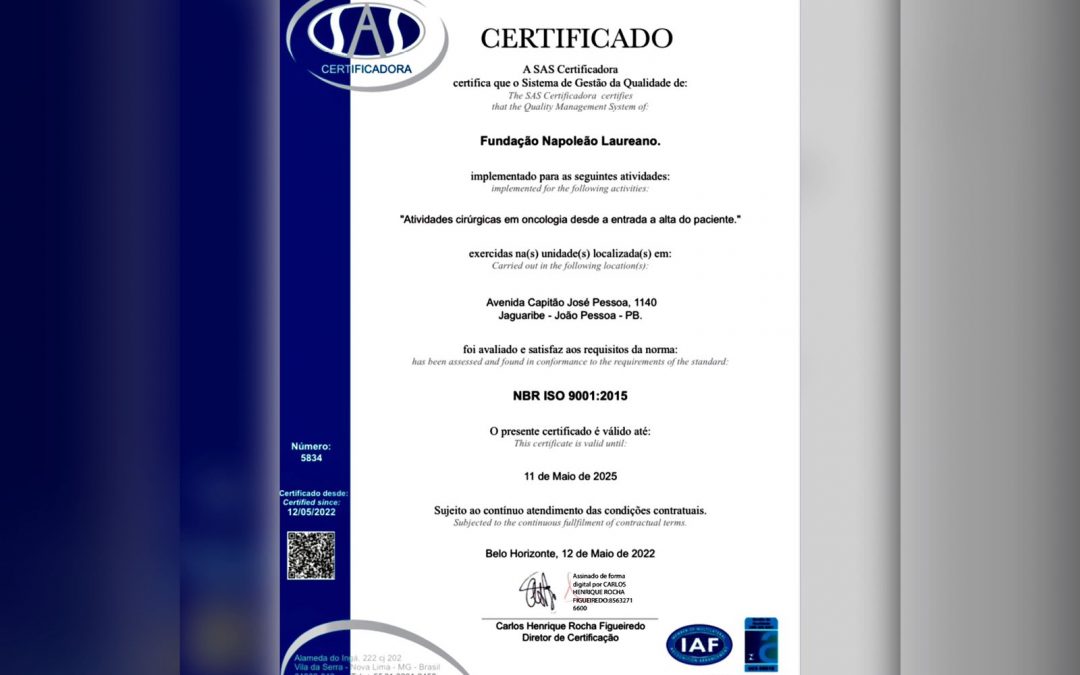 SAS
CERTIFICADORA
CERTIFICADO
A SAS Certificadora
certifica que o Sistema de Gestão da Qualidade de:
The SAS Certificadora certifies
that the Quality Management System of:
Fundação Napoleão Laureano.
implementado para as seguintes atividades:
implemented for the following activities:
"Atividades cirúrgicas em oncologia desde a entrada a alta do paciente."
exercidas na(s) unidade(s) localizada(s) em:
Carried out in the following location(s):
Avenida Capitão José Pessoa, 1140
Jaguaribe - João Pessoa - PB.
foi avaliado e satisfaz aos requisitos da norma:
has been assessed and found in conformance to the requirements of the standard:
NBR ISO 9001:2015
O presente certificado é válido até:
This certificate is valid until:
11 de Maio de 2025
Sujeito ao contínuo atendimento das condições contratuais.
Subjected to the continuous fullfilment of contractual terms.
Belo Horizonte, 12 de Maio de 2022
Assinado de forma
digital por CARLOS
HENRIQUE ROCHA
FIGUEIREDO:8563271
6600
Carlos Henrique Rocha Figueiredo
Diretor de Certificação
Número:
5834
Certificado desde:
Certified since:
12/05/2022
Alameda do Ingá, 222 cj 202
Vila da Serra - Nova Lima - MG - Brasil
IAF